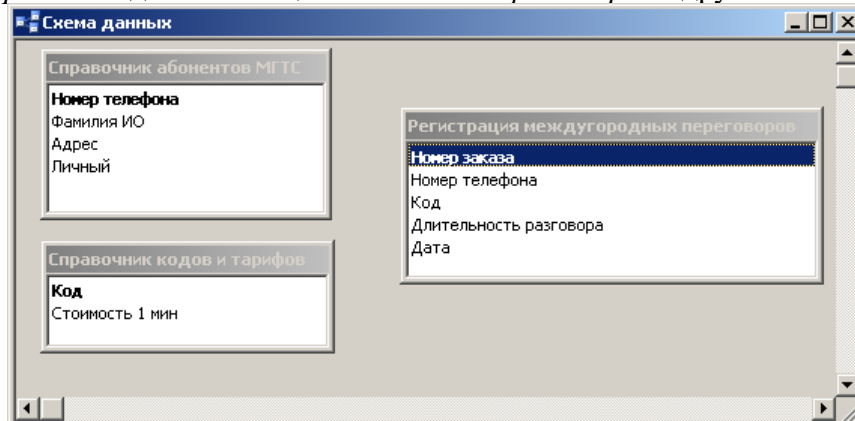 Схема данных
Справочник абонентов МГТС
Номер телефона
Фамилия ИО
Адрес
Личный
Регистрация междугородных переговоров
Номер заказа
Номер телефона
Код
Длительность разговора
Дата
Справочник кодов и тарифов
Код
Стоимость 1 мин